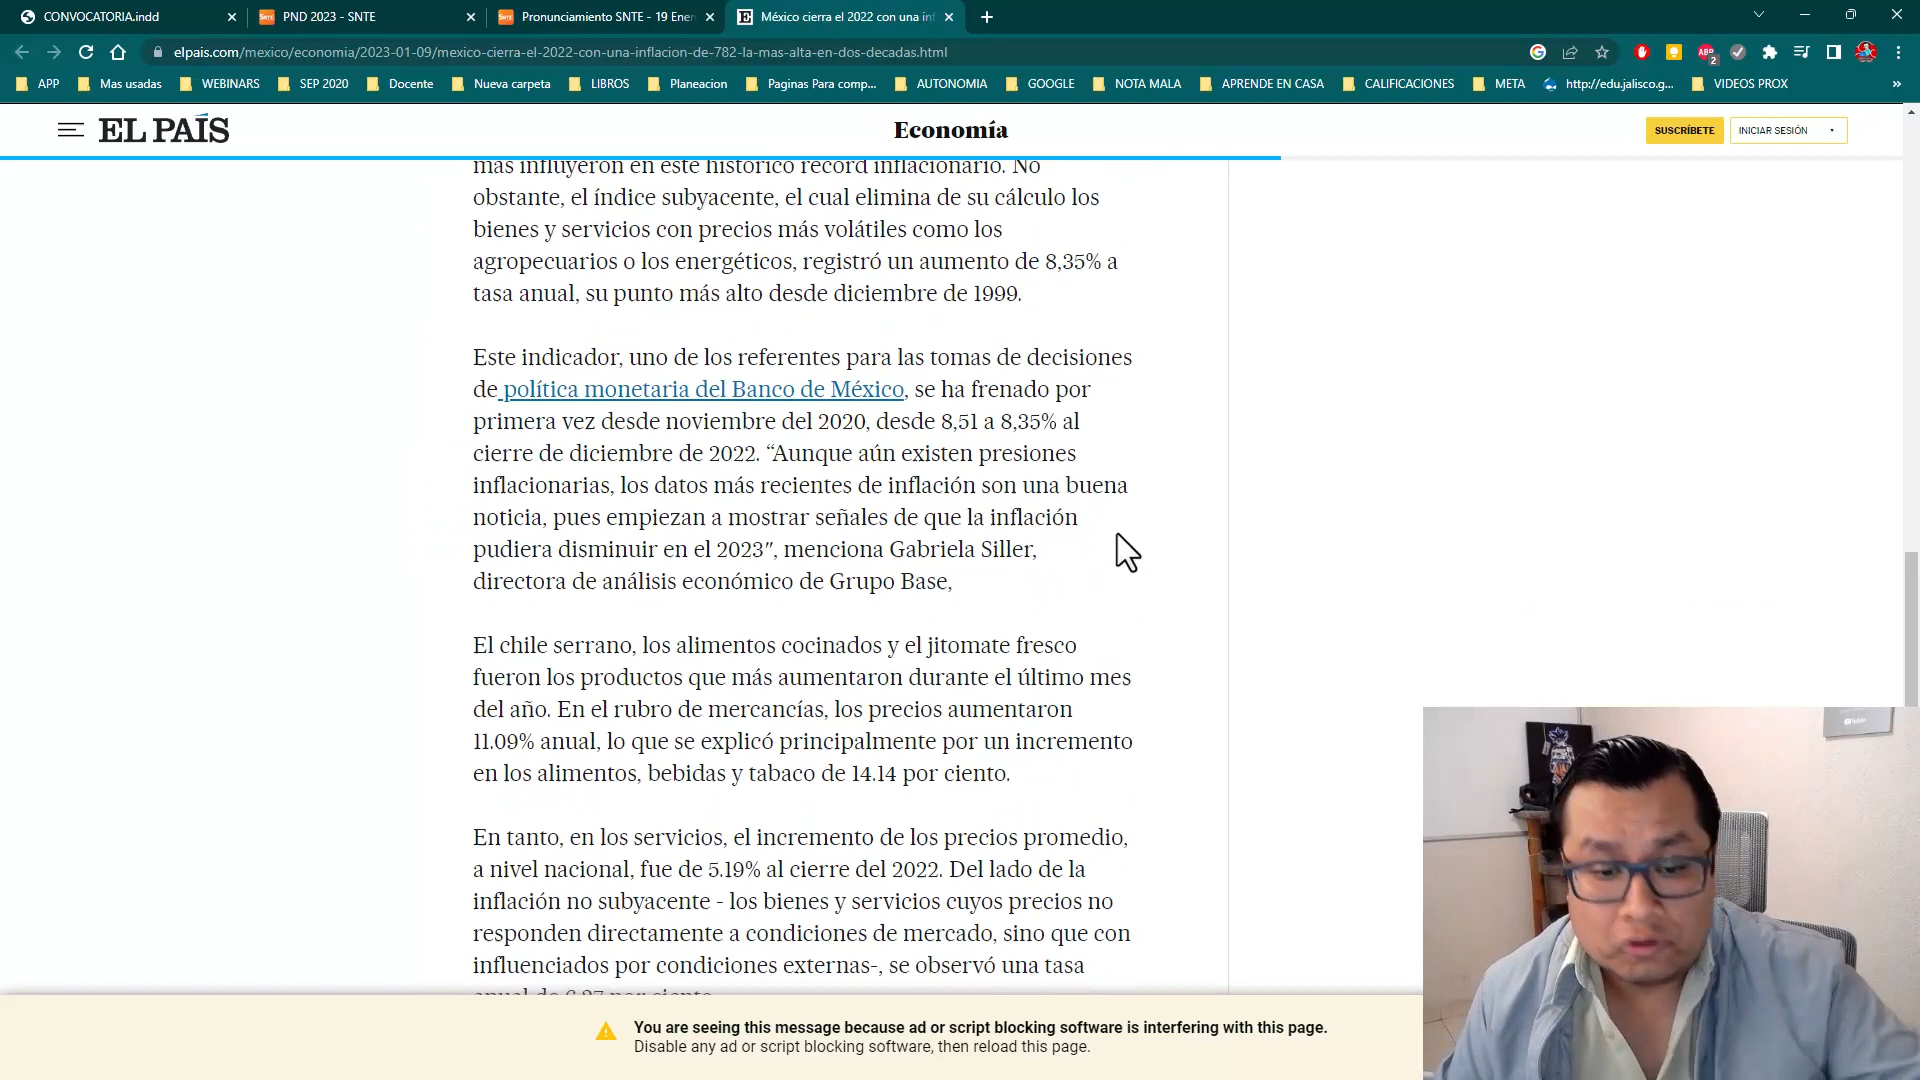 CONVOCATORIA.indd
PND 2023 - SNTE
Pronunciamiento SNTE - 19 Ener
México cierra el 2022 con una inf
elpais.com/mexico/economia/2023-01-09/mexico-cierra-el-2022-con-una-inflacion-de-782-la-mas-alta-en-dos-decadas.html
APP
Mas usadas
WEBINARS
SEP 2020
Docente
Nueva carpeta
LIBROS
Planeacion
Paginas Para comp...
AUTONOMIA
GOOGLE
NOTA MALA
APRENDE EN CASA
CALIFICACIONES
META
http://edu.jalisco.g...
VIDEOS PROX
EL PAÍS
Economía
SUSCRÍBETE
INICIAR SESIÓN
más influyeron en este histórico récord inflacionario. No
obstante, el índice subyacente, el cual elimina de su cálculo los
bienes y servicios con precios más volátiles como los
agropecuarios o los energéticos, registró un aumento de 8,35% a
tasa anual, su punto más alto desde diciembre de 1999.
Este indicador, uno de los referentes para las tomas de decisiones
de política monetaria del Banco de México, se ha frenado por
primera vez desde noviembre del 2020, desde 8,51 a 8,35% al
cierre de diciembre de 2022. “Aunque aún existen presiones
inflacionarias, los datos más recientes de inflación son una buena
noticia, pues empiezan a mostrar señales de que la inflación
pudiera disminuir en el 2023″, menciona Gabriela Siller,
directora de análisis económico de Grupo Base,
El chile serrano, los alimentos cocinados y el jitomate fresco
fueron los productos que más aumentaron durante el último mes
del año. En el rubro de mercancías, los precios aumentaron
11.09% anual, lo que se explicó principalmente por un incremento
en los alimentos, bebidas y tabaco de 14.14 por ciento.
En tanto, en los servicios, el incremento de los precios promedio,
a nivel nacional, fue de 5.19% al cierre del 2022. Del lado de la
inflación no subyacente - los bienes y servicios cuyos precios no
responden directamente a condiciones de mercado, sino que con
influenciados por condiciones externas-, se observó una tasa
anual de 6.27 por ciento.
You are seeing this message because ad or script blocking software is interfering with this page.
Disable any ad or script blocking software, then reload this page.